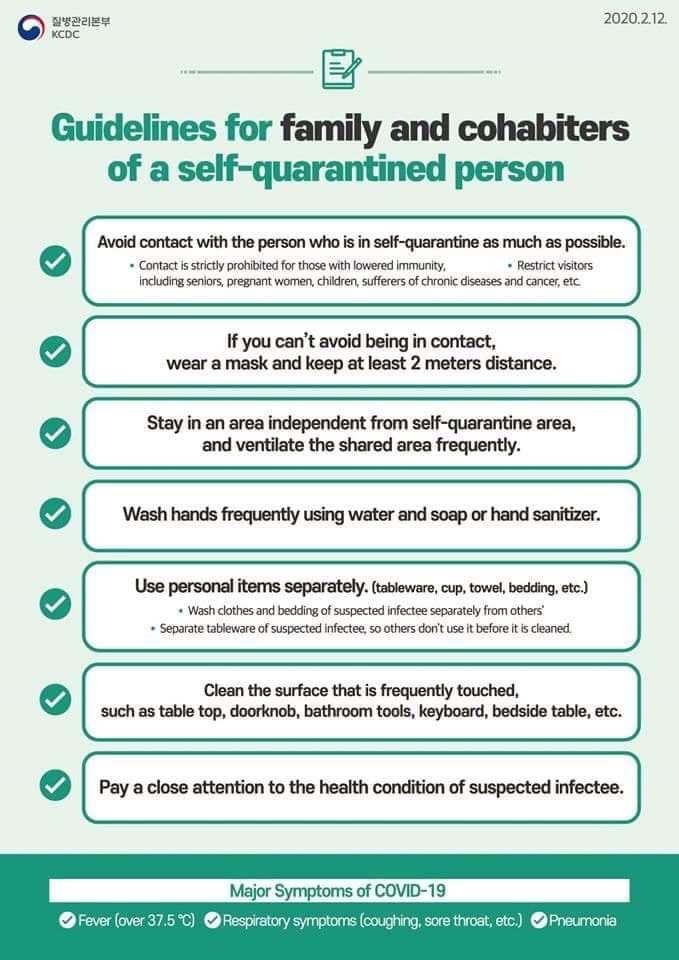 질병관리본부
KCDC
2020.2.12.
Guidelines for family and cohabiters
of a self-quarantined person
Avoid contact with the person who is in self-quarantine as much as possible.
• Contact is strictly prohibited for those with lowered immunity, • Restrict visitors
including seniors, pregnant women, children, sufferers of chronic diseases and cancer, etc.
If you can't avoid being in contact,
wear a mask and keep at least 2 meters distance.
Stay in an area independent from self-quarantine area,
and ventilate the shared area frequently.
Wash hands frequently using water and soap or hand sanitizer.
Use personal items separately. (tableware, cup, towel, bedding, etc.)
• Wash clothes and bedding of suspected infectee separately from others'
• Separate tableware of suspected infectee, so others don't use it before it is cleaned.
Clean the surface that is frequently touched,
such as table top, doorknob, bathroom tools, keyboard, bedside table, etc.
Pay a close attention to the health condition of suspected infectee.
Major Symptoms of COVID-19
Fever (over 37.5 ℃) Respiratory symptoms (coughing, sore throat, etc.) Pneumonia